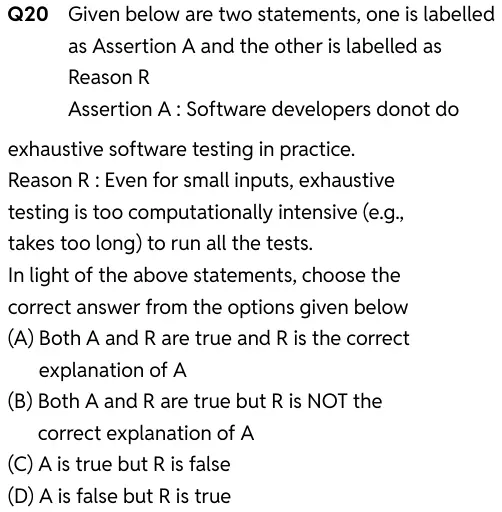 Q20 Given below are two statements, one is labelled
as Assertion A and the other is labelled as
Reason R
Assertion A : Software developers donot do
exhaustive software testing in practice.
Reason R : Even for small inputs, exhaustive
testing is too computationally intensive (e.g.,
takes too long) to run all the tests.
In light of the above statements, choose the
correct answer from the options given below
(A) Both A and R are true and R is the correct
explanation of A
(B) Both A and R are true but R is NOT the
correct explanation of A
(C) A is true but R is false
(D) A is false but R is true